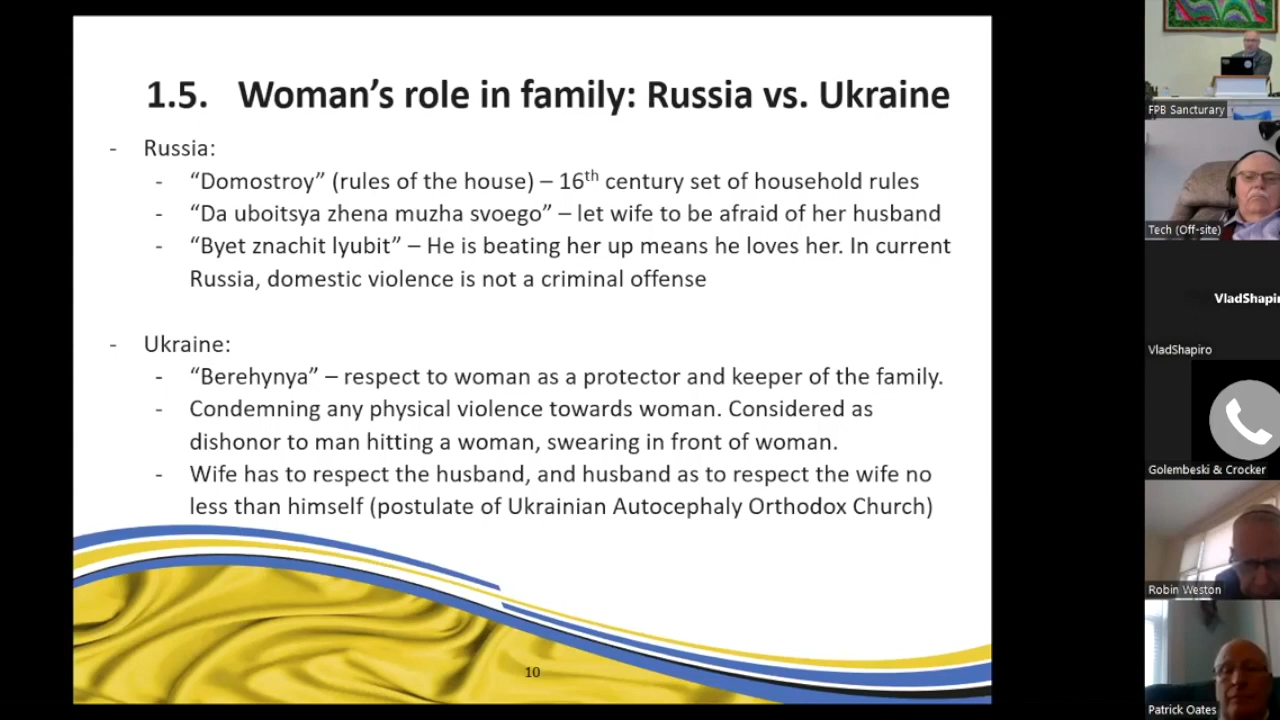 1.5. Woman's role in family: Russia vs. Ukraine
- Russia:
- “Domostroy” (rules of the house) – 16th century set of household rules
- “Da uboitsya zhena muzha svoego” – let wife to be afraid of her husband
- “Byet znachit lyubit” – He is beating her up means he loves her. In current
Russia, domestic violence is not a criminal offense
- Ukraine:
- “Berehynya” – respect to woman as a protector and keeper of the family.
- Condemning any physical violence towards woman. Considered as
dishonor to man hitting a woman, swearing in front of woman.
- Wife has to respect the husband, and husband as to respect the wife no
less than himself (postulate of Ukrainian Autocephaly Orthodox Church)
10
FPB Sancturary
Tech (Off-site)
VladShapi
VladShapiro
Golembeski & Crocker
Robin Weston
Patrick Oates